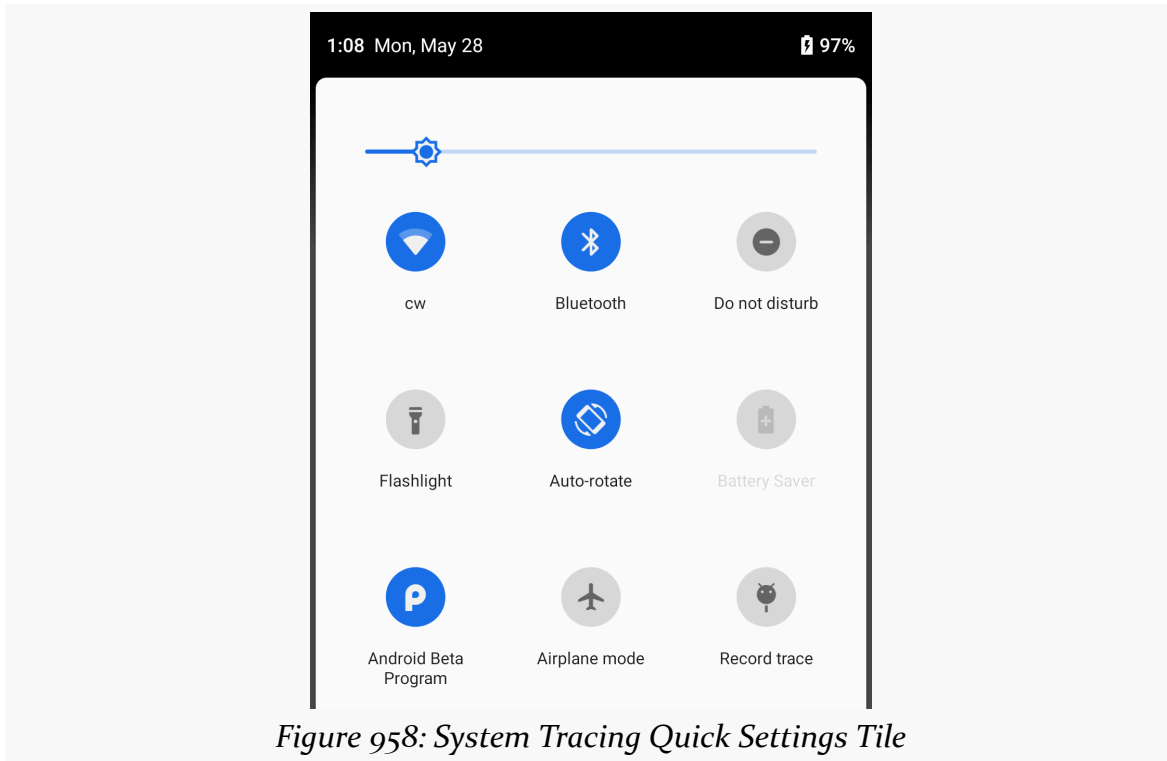 1:08 Mon, May 28 97%
cw Bluetooth Do not disturb
Flashlight Auto-rotate Battery Saver
Android Beta Airplane mode Record trace
Program
Figure 958: System Tracing Quick Settings Tile